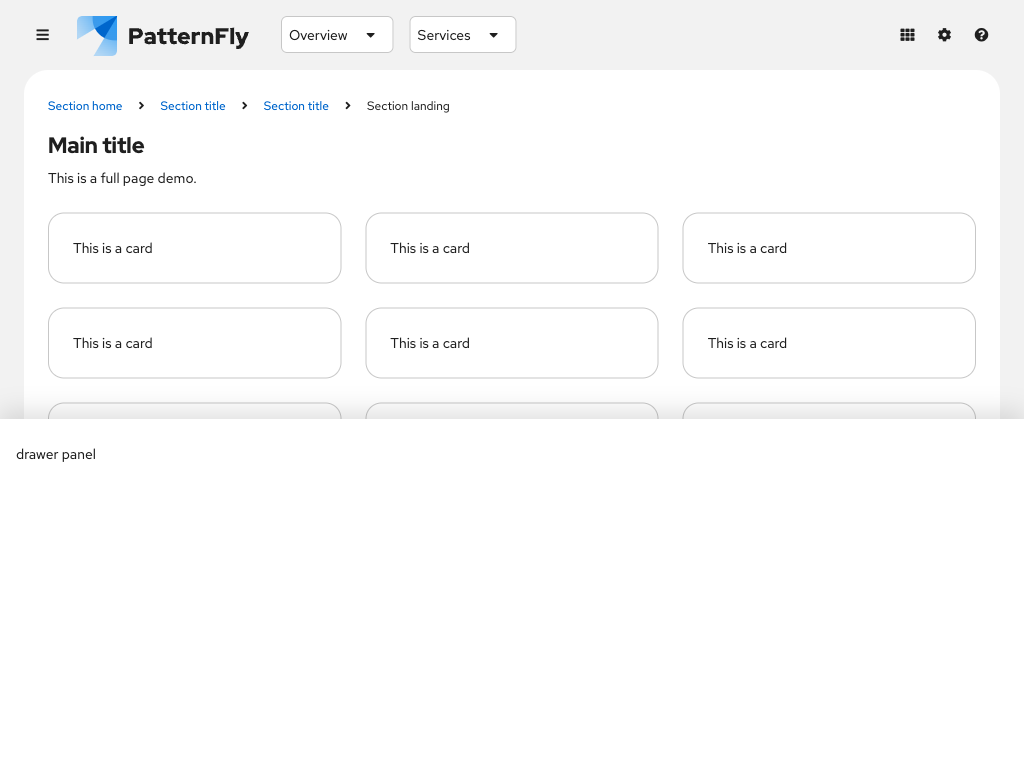 PatternFly Overview Services
Section home Section title Section title Section landing
Main title
This is a full page demo.
This is a card This is a card This is a card
This is a card This is a card This is a card
drawer panel